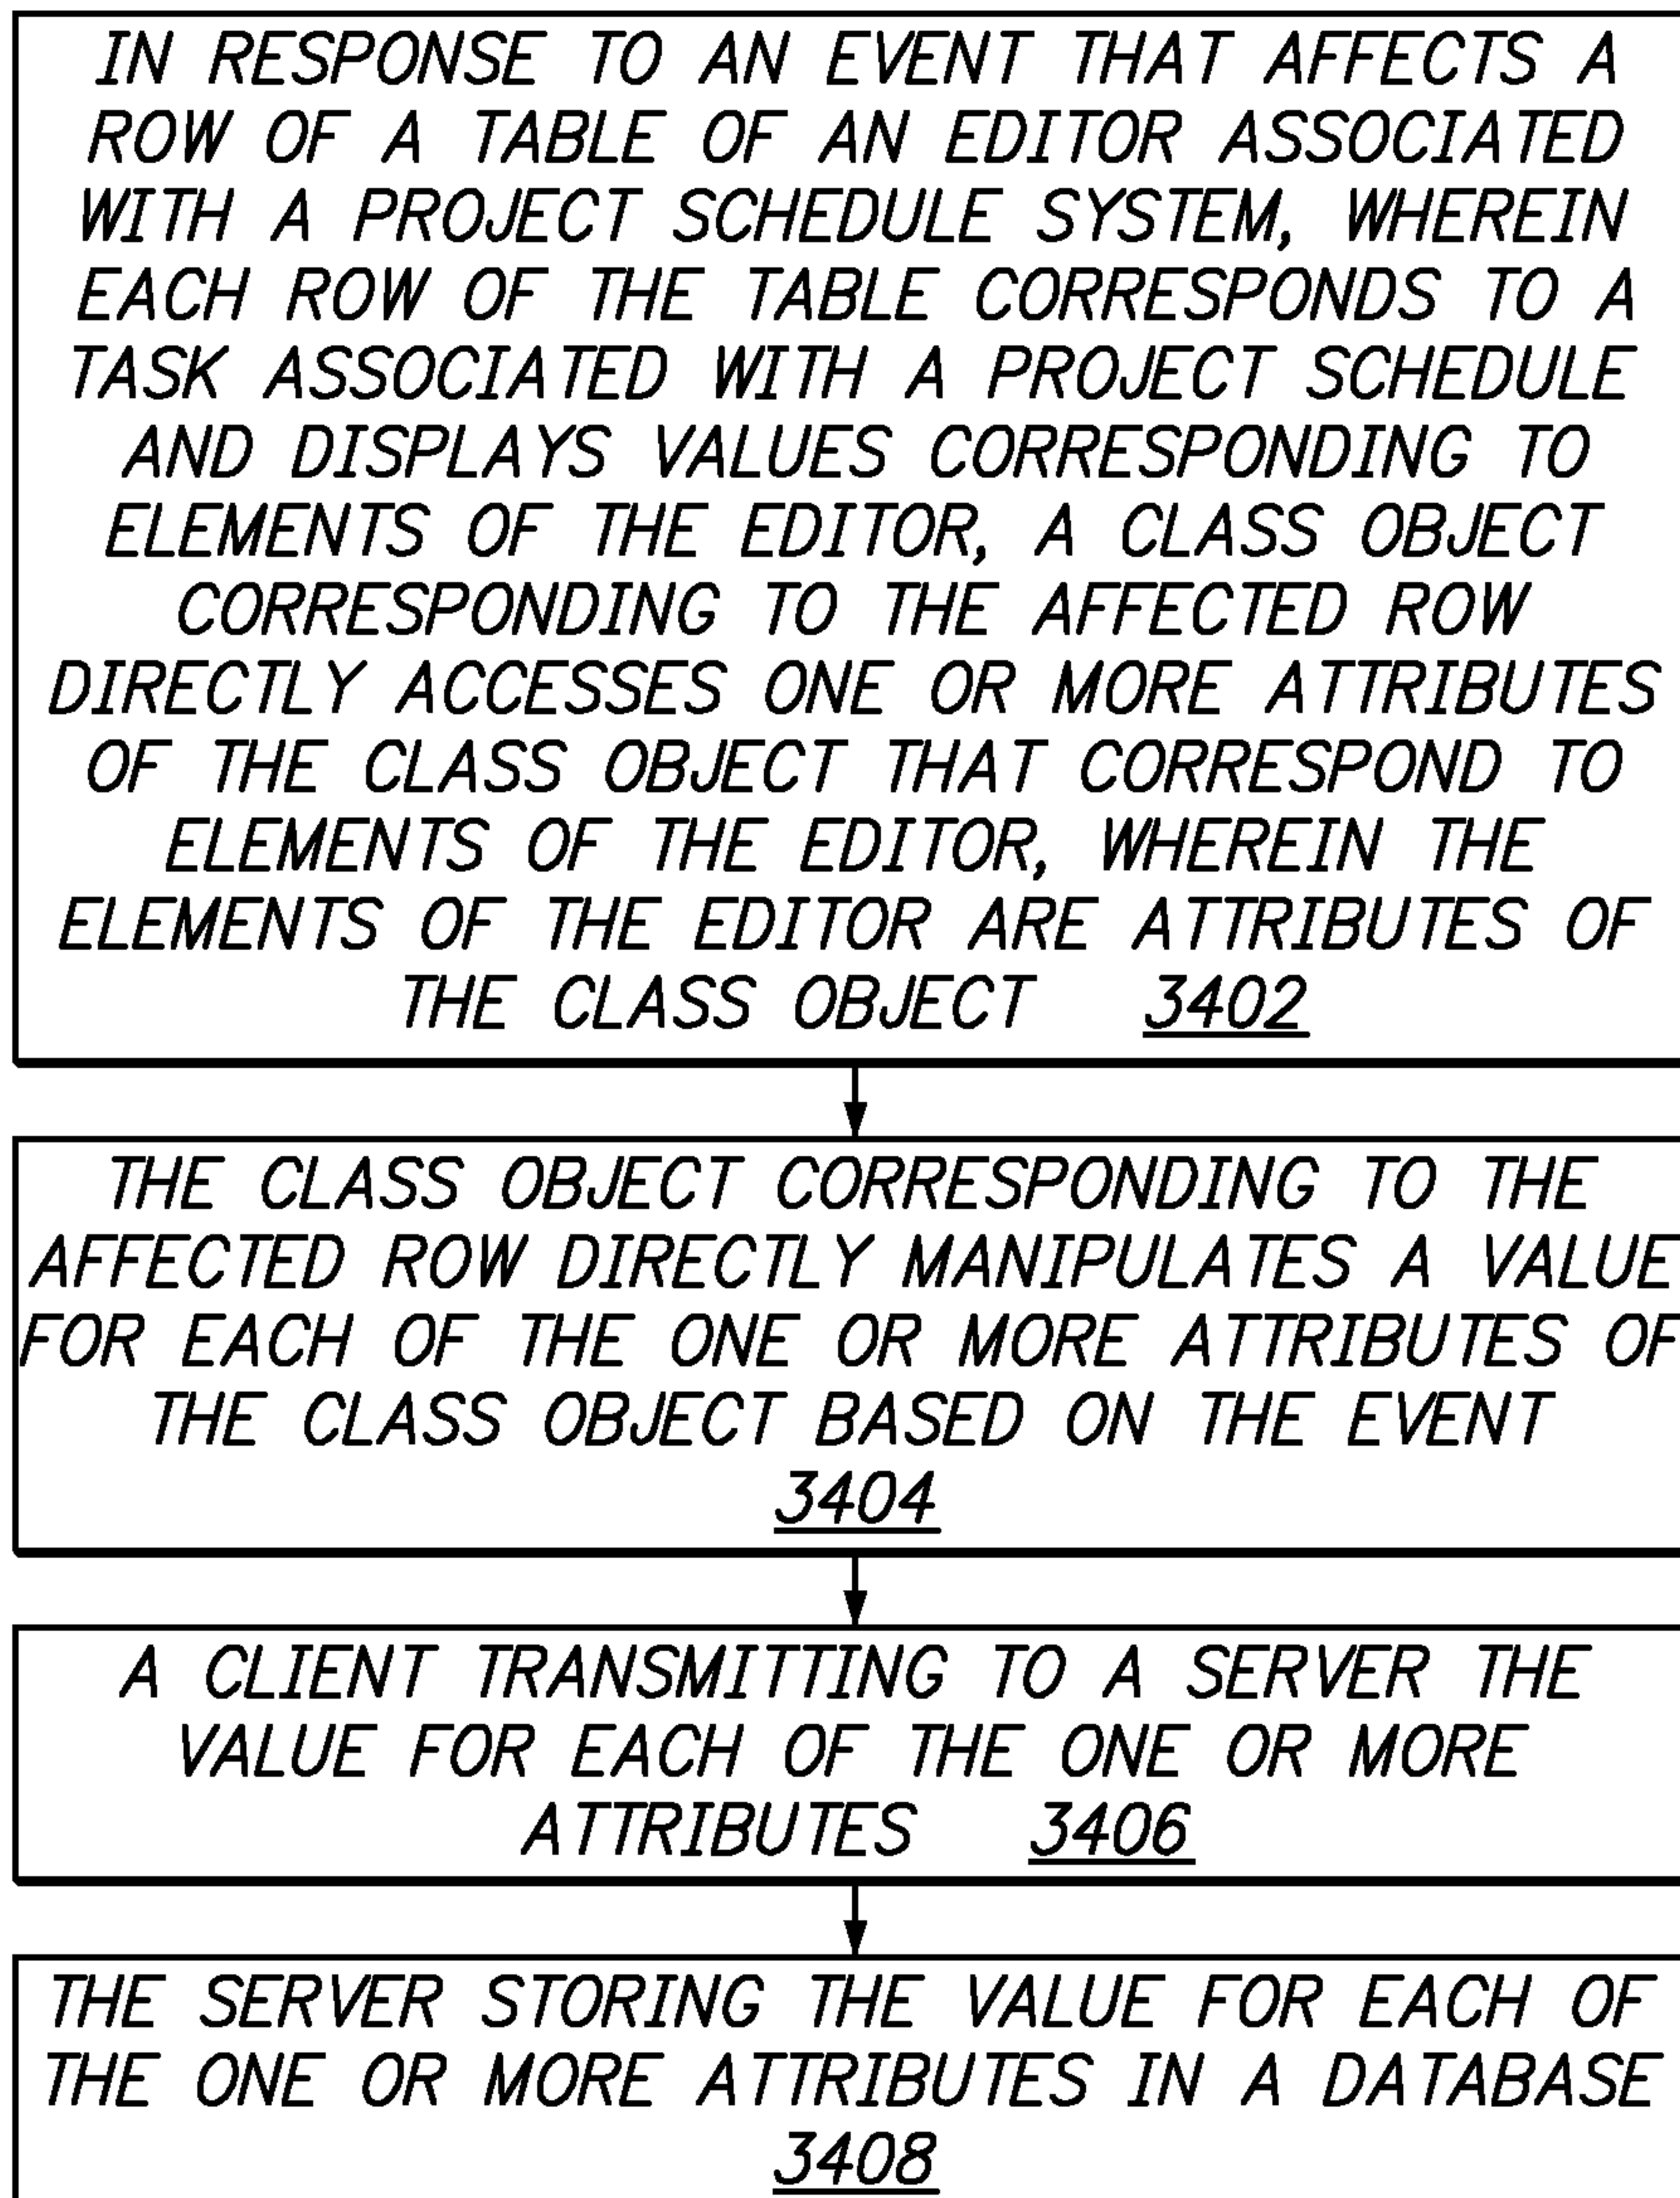 IN RESPONSE TO AN EVENT THAT AFFECTS A
ROW OF A TABLE OF AN EDITOR ASSOCIATED
WITH A PROJECT SCHEDULE SYSTEM, WHEREIN
EACH ROW OF THE TABLE CORRESPONDS TO A
TASK ASSOCIATED WITH A PROJECT SCHEDULE
AND DISPLAYS VALUES CORRESPONDING TO
ELEMENTS OF THE EDITOR, A CLASS OBJECT
CORRESPONDING TO THE AFFECTED ROW
DIRECTLY ACCESSES ONE OR MORE ATTRIBUTES
OF THE CLASS OBJECT THAT CORRESPOND TO
ELEMENTS OF THE EDITOR, WHEREIN THE
ELEMENTS OF THE EDITOR ARE ATTRIBUTES OF
THE CLASS OBJECT 3402
THE CLASS OBJECT CORRESPONDING TO THE
AFFECTED ROW DIRECTLY MANIPULATES A VALUE
FOR EACH OF THE ONE OR MORE ATTRIBUTES OF
THE CLASS OBJECT BASED ON THE EVENT
3404
A CLIENT TRANSMITTING TO A SERVER THE
VALUE FOR EACH OF THE ONE OR MORE
ATTRIBUTES 3406
THE SERVER STORING THE VALUE FOR EACH OF
THE ONE OR MORE ATTRIBUTES IN A DATABASE
3408